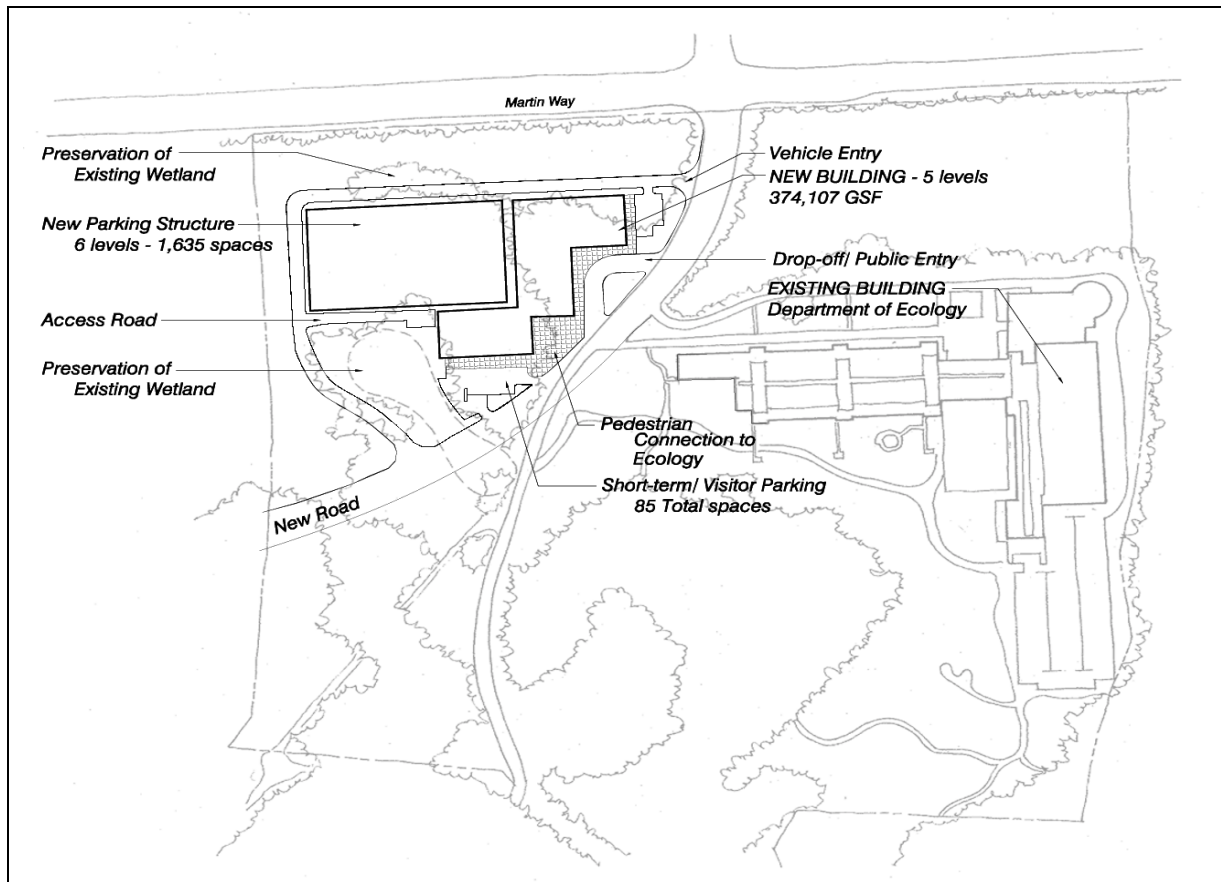 Martin Way
Preservation of
Existing Wetland
New Parking Structure
6 levels - 1,635 spaces
Access Road
Preservation of
Existing Wetland
New Road
Vehicle Entry
NEW BUILDING - 5 levels
374,107 GSF
Drop-off/ Public Entry
EXISTING BUILDING
Department of Ecology
Pedestrian
Connection to
Ecology
Short-term/ Visitor Parking
85 Total spaces